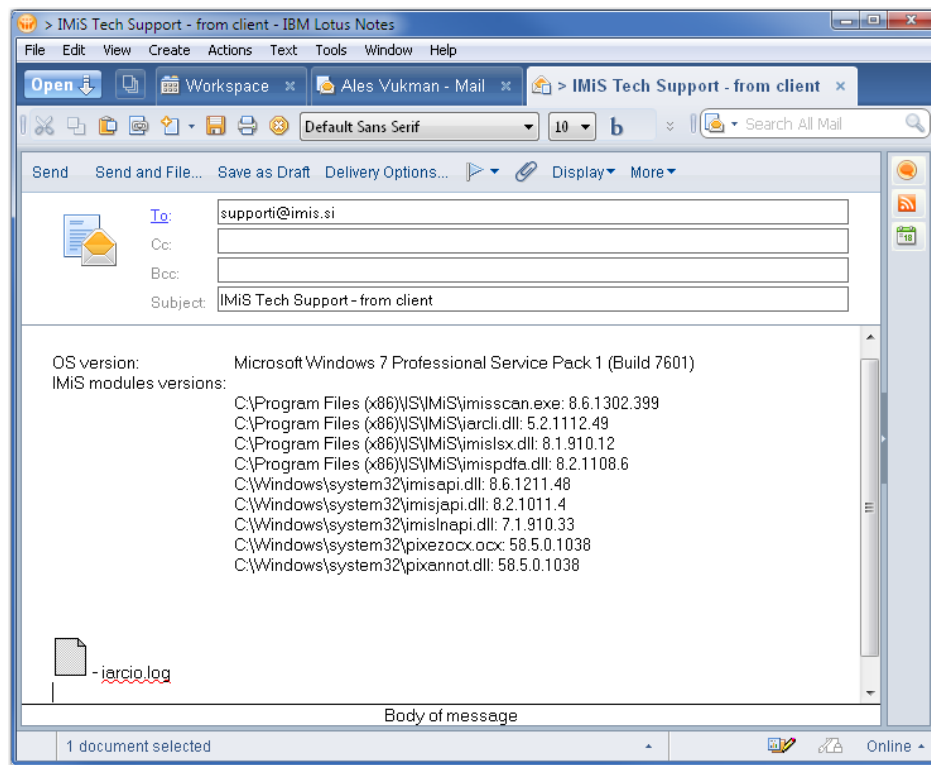 > IMiS Tech Support - from client - IBM Lotus Notes
File Edit View Create Actions Text Tools Window Help
Open Workspace Ales Vukman - Mail > IMiS Tech Support - from client
Default Sans Serif 10 b Search All Mail
Send Send and File... Save as Draft Delivery Options... Display More
To: supporti@imis.si
Cc:
Bcc:
Subject: IMiS Tech Support - from client
18
OS version: Microsoft Windows 7 Professional Service Pack 1 (Build 7601)
IMiS modules versions:
C:\Program Files (x86)\IS\IMiS\imisscan.exe: 8.6.1302.399
C:\Program Files (x86)\IS\IMiS\iarcli.dll: 5.2.1112.49
C:\Program Files (x86)\IS\IMiS\imislsx.dll: 8.1.910.12
C:\Program Files (x86)\IS\IMiS\imispdfa.dll: 8.2.1108.6
C:\Windows\system32\imisapi.dll: 8.6.1211.48
C:\Windows\system32\imisjapi.dll: 8.2.1011.4
C:\Windows\system32\imislnapi.dll: 7.1.910.33
C:\Windows\system32\pixezocx.ocx: 58.5.0.1038
C:\Windows\system32\pixannot.dll: 58.5.0.1038
- iarcio.log
Body of message
1 document selected Online